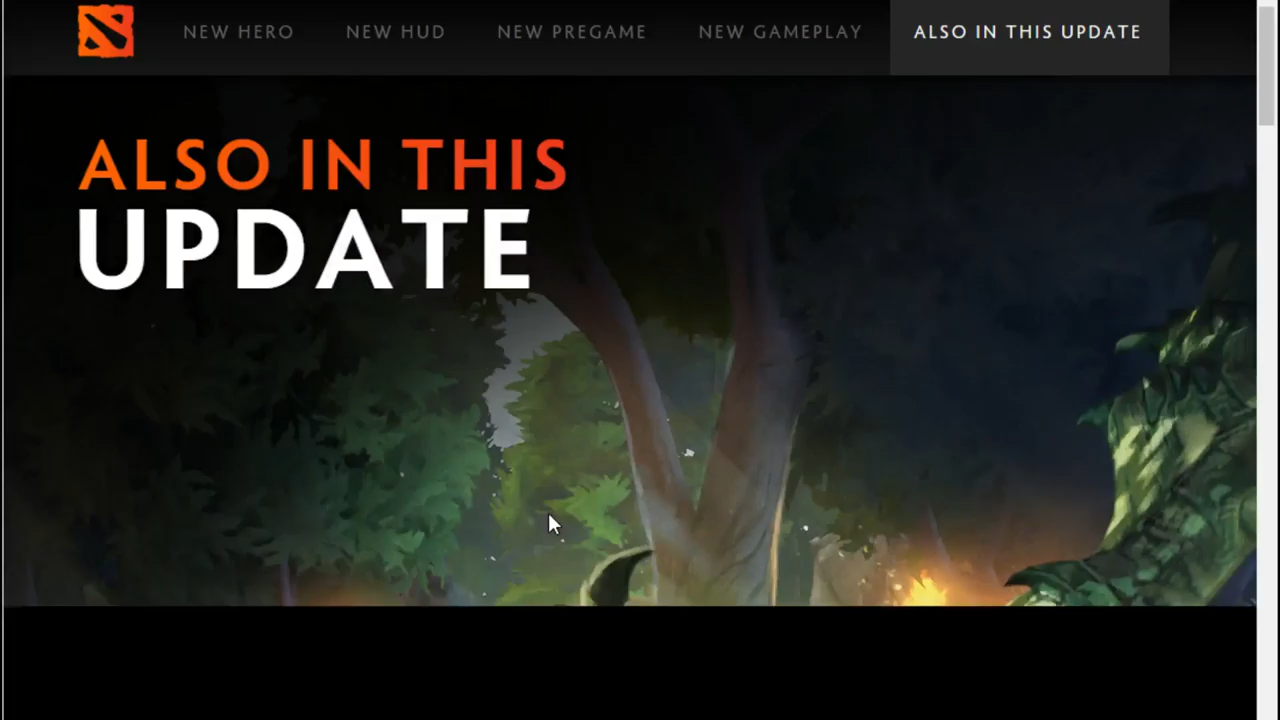 NEW HERO NEW HUD NEW PREGAME NEW GAMEPLAY ALSO IN THIS UPDATE
ALSO IN THIS
UPDATE